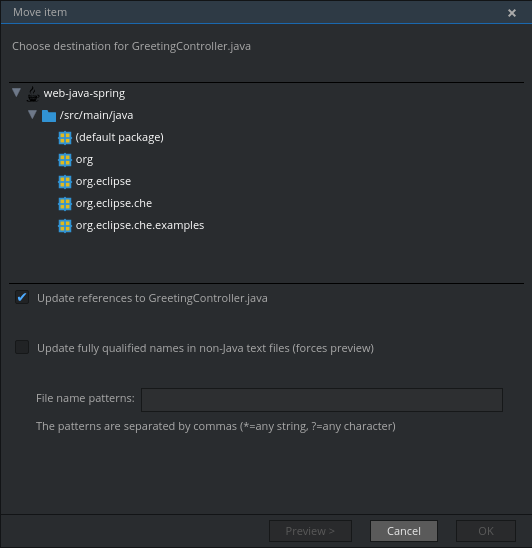 Move item
Choose destination for GreetingController.java
web-java-spring
/src/main/java
(default package)
org
org.eclipse
org.eclipse.che
org.eclipse.che.examples
Update references to GreetingController.java
Update fully qualified names in non-Java text files (forces preview)
File name patterns:
The patterns are separated by commas (*=any string, ?=any character)
Preview > Cancel OK